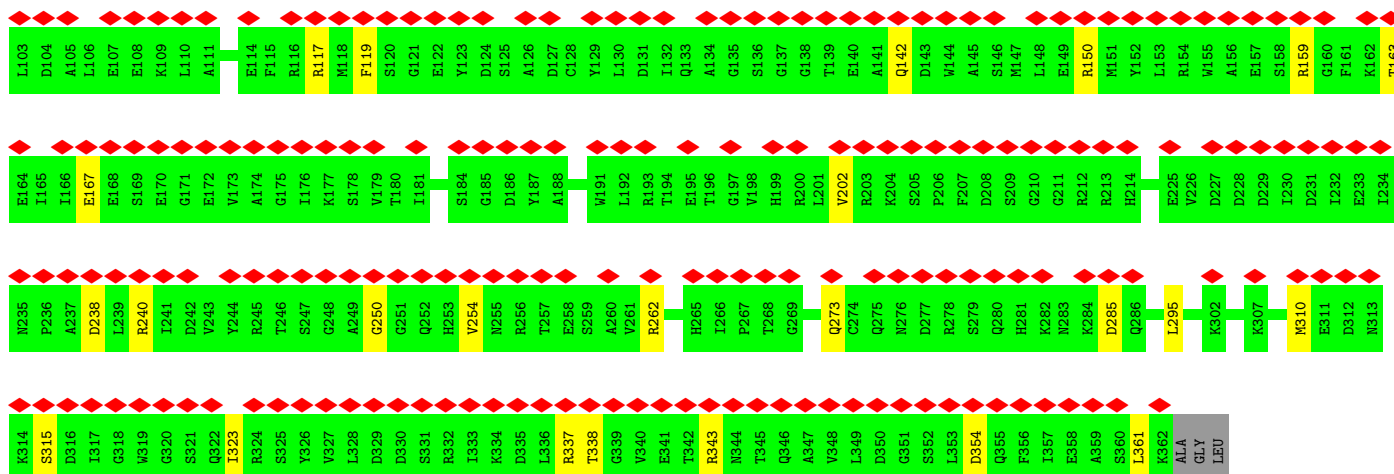 L103 D104 A105 L106 E107 E108 K109 L110 A111 E114 F115 R116 R117 M118 F119 S120 G121 E122 Y123 D124 S125 A126 D127 C128 Y129 L130 D131 I132 Q133 A134 G135 S136 G137 G138 T139 E140 A141 Q142 D143 W144 A145 S146 M147 L148 E149 R150 M151 Y152 L153 R154 W155 A156 E157 S158 R159 G160 F161 K162 T163
E164 I165 I166 E167 E168 S169 E170 G171 E172 V173 A174 G175 I176 K177 S178 V179 T180 I181 S184 G185 D186 Y187 A188 W191 L192 R193 T194 E195 T196 G197 V198 H199 R200 L201 V202 R203 K204 S205 P206 F207 D208 S209 G210 G211 R212 R213 H214 E225 V226 D227 D228 D229 I230 D231 I232 E233 I234
N235 P236 A237 D238 L239 R240 I241 D242 V243 Y244 R245 T246 S247 G248 A249 G250 G251 Q252 H253 V254 N255 R256 T257 E258 S259 A260 V261 R262 H265 I266 P267 T268 G269 Q273 C274 Q275 N276 D277 R278 S279 Q280 H281 K282 N283 K284 D285 Q286 L295 K302 K307 M310 E311 D312 N313
K314 S315 D316 I317 G318 W319 G320 S321 Q322 I323 R324 S325 Y326 V327 L328 D329 D330 S331 R332 I333 K334 D335 L336 R337 T338 G339 V340 E341 T342 R343 N344 T345 Q346 A347 V348 L349 D350 G351 S352 L353 D354 Q355 F356 I357 E358 A359 S360 L361 K362 ALA GLY LEU